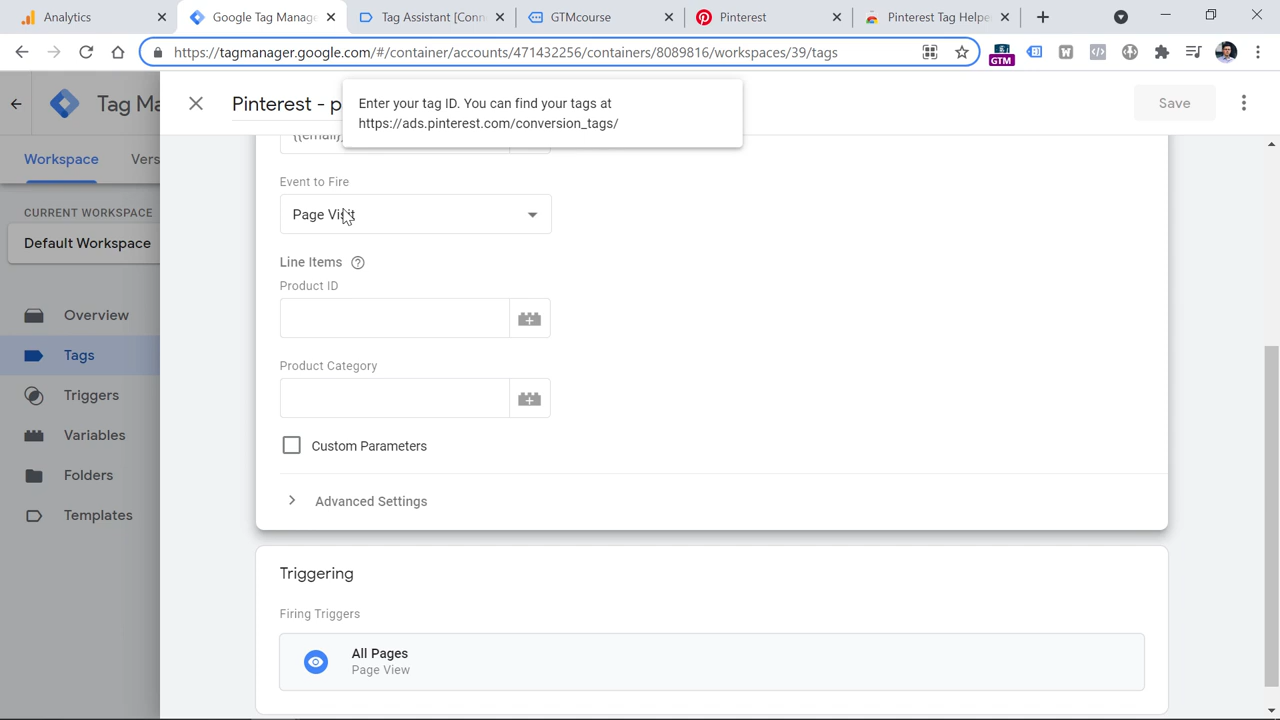 Analytics
Google Tag Manage
Tag Assistant [Conn
GTMcourse
Pinterest
Pinterest Tag Helpe
https://tagmanager.google.com/#/container/accounts/471432256/containers/8089816/workspaces/39/tags
GTM
Tag Ma
Pinterest - p
Save
Enter your tag ID. You can find your tags at
https://ads.pinterest.com/conversion_tags/
{{email}
Workspace
Vers
CURRENT WORKSPACE
Default Workspace
Overview
Tags
Triggers
Variables
Folders
Templates
Event to Fire
Page Visit
Line Items
Product ID
Product Category
Custom Parameters
Advanced Settings
Triggering
Firing Triggers
All Pages
Page View